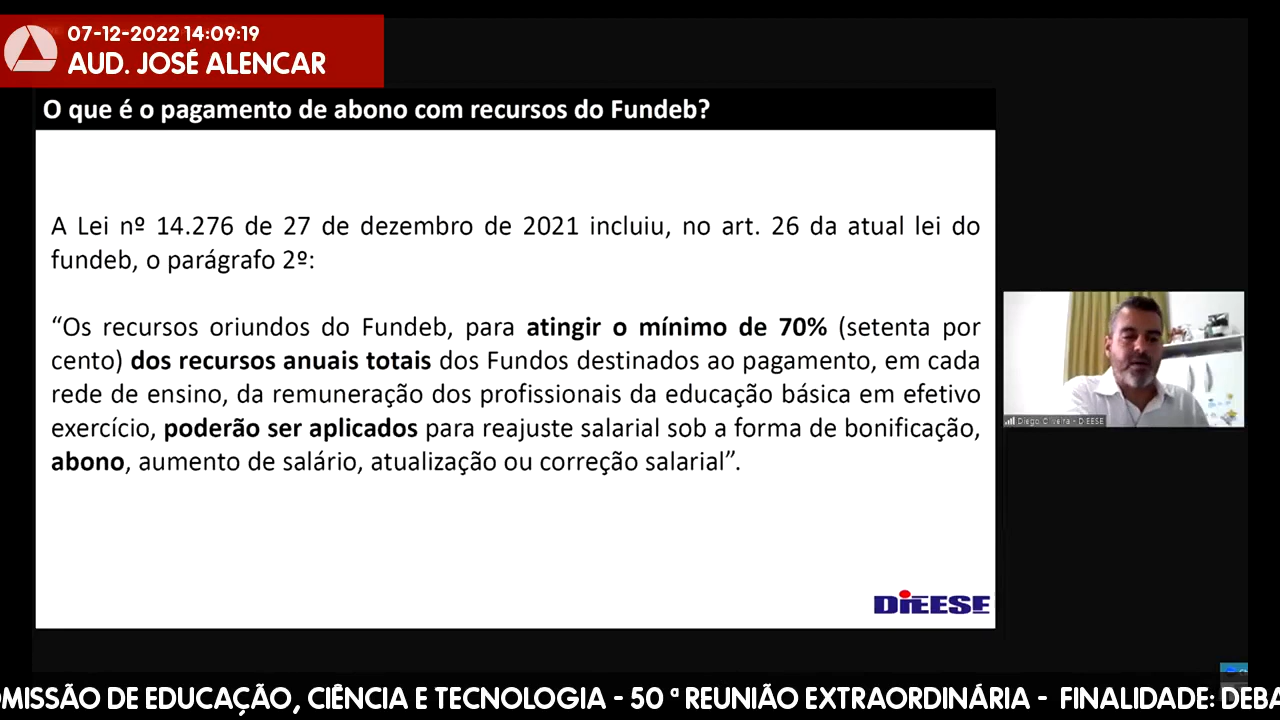 07-12-2022 14:09:19
AUD. JOSÉ ALENCAR
O que é o pagamento de abono com recursos do Fundeb?
A Lei nº 14.276 de 27 de dezembro de 2021 incluiu, no art. 26 da atual lei do
fundeb, o parágrafo 2º:
“Os recursos oriundos do Fundeb, para atingir o mínimo de 70% (setenta por
cento) dos recursos anuais totais dos Fundos destinados ao pagamento, em cada
rede de ensino, da remuneração dos profissionais da educação básica em efetivo
exercício, poderão ser aplicados para reajuste salarial sob a forma de bonificação,
abono, aumento de salário, atualização ou correção salarial”.
Diego Oliveira - DIEESE
DIEESE
OMISSÃO DE EDUCAÇÃO, CIÊNCIA E TECNOLOGIA - 50 ª REUNIÃO EXTRAORDINÁRIA - FINALIDADE: DEBA